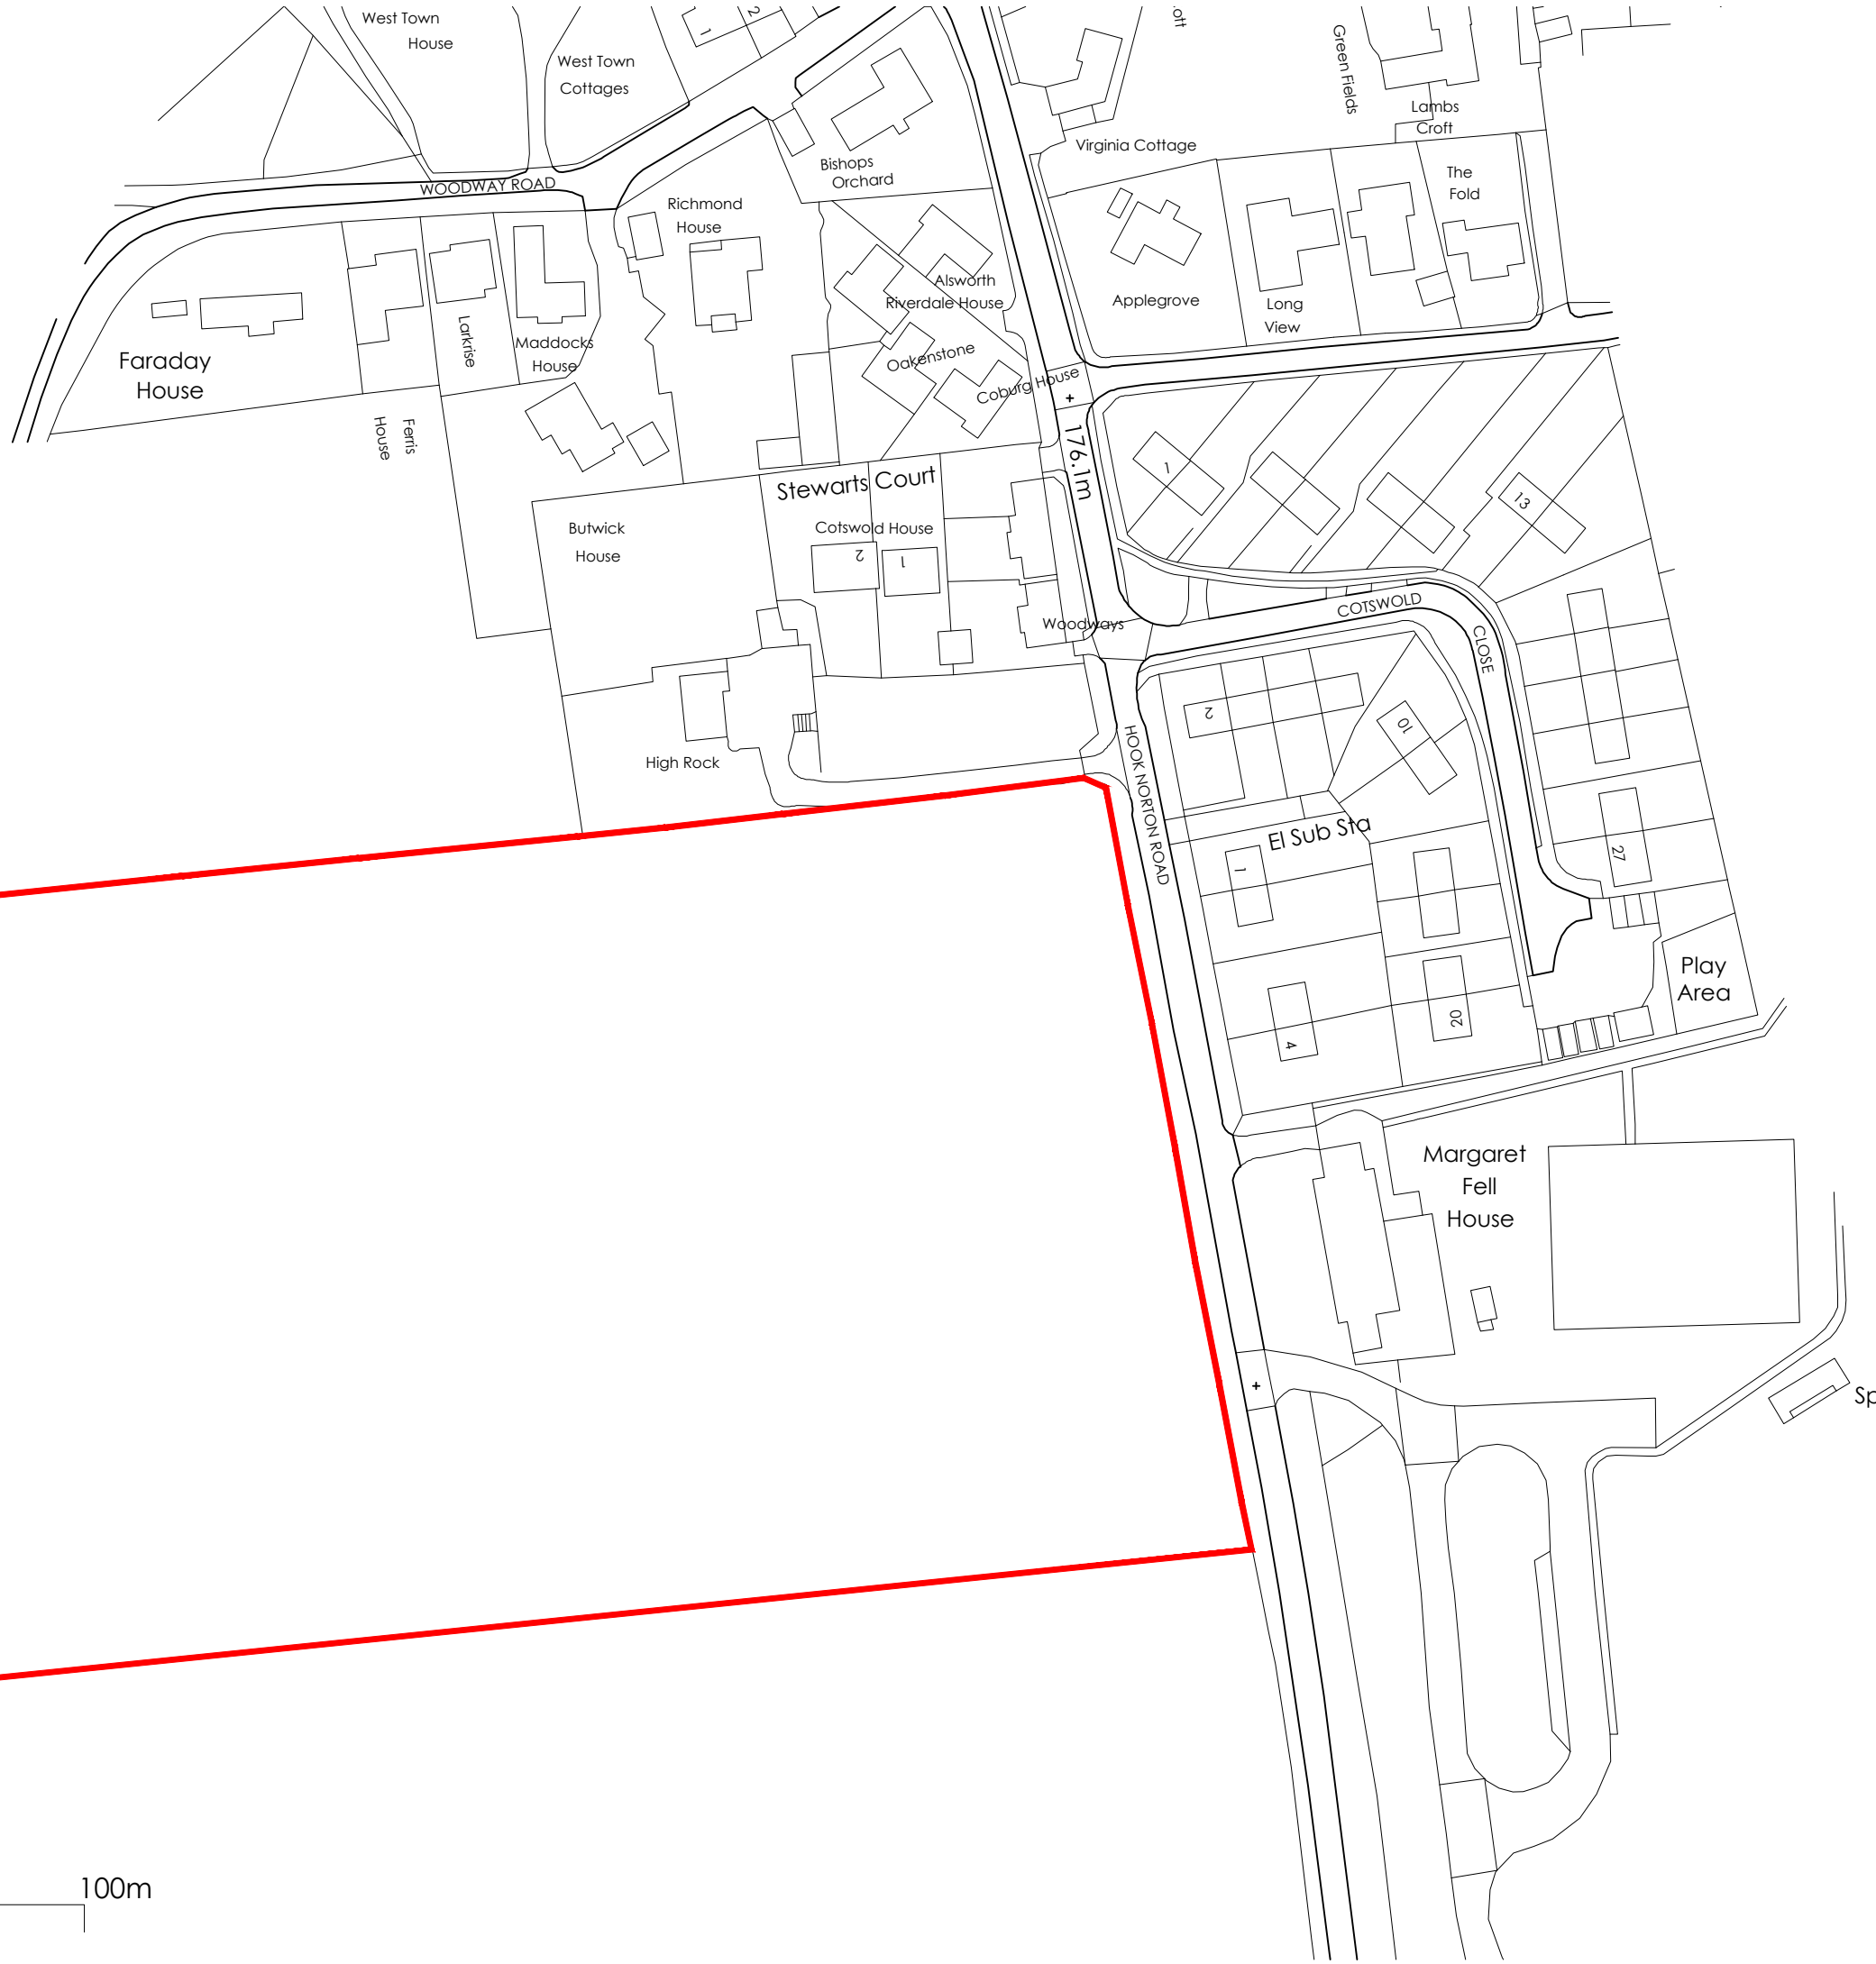 West Town
House
West Town
Cottages
1
2
Green Fields
Lambs
Croft
Virginia Cottage
Bishops
Orchard
The
Fold
WOODWAY ROAD
Richmond
House
Alsworth
Riverdale House
Applegrove
Long
View
Larkrise
Maddocks
House
Faraday
House
Oakenstone
Coburg House
Ferris
House
176.1m
1
13
Stewarts Court
Butwick
House
Cotswold House
2
1
Woodways
COTSWOLD
CLOSE
2
10
High Rock
HOOK NORTON ROAD
El Sub Sta
1
27
Play
Area
20
4
Margaret
Fell
House
100m